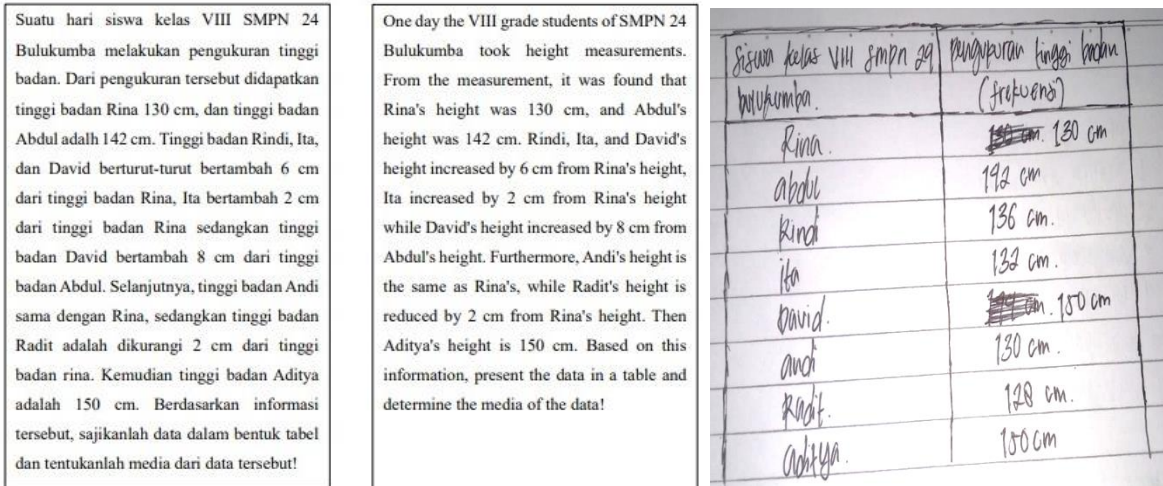 Suatu hari siswa kelas VIII SMPN 24
Bulukumba melakukan pengukuran tinggi
badan. Dari pengukuran tersebut didapatkan
tinggi badan Rina 130 cm, dan tinggi badan
Abdul adalh 142 cm. Tinggi badan Rindi, Ita,
dan David berturut-turut bertambah 6 cm
dari tinggi badan Rina, Ita bertambah 2 cm
dari tinggi badan Rina sedangkan tinggi
badan David bertambah 8 cm dari tinggi
badan Abdul. Selanjutnya, tinggi badan Andi
sama dengan Rina, sedangkan tinggi badan
Radit adalah dikurangi 2 cm dari tinggi
badan rina. Kemudian tinggi badan Aditya
adalah 150 cm. Berdasarkan informasi
tersebut, sajikanlah data dalam bentuk tabel
dan tentukanlah media dari data tersebut!
One day the VIII grade students of SMPN 24
Bulukumba took height measurements.
From the measurement, it was found that
Rina's height was 130 cm, and Abdul's
height was 142 cm. Rindi, Ita, and David's
height increased by 6 cm from Rina's height,
Ita increased by 2 cm from Rina's height
while David's height increased by 8 cm from
Abdul's height. Furthermore, Andi's height is
the same as Rina's, while Radit's height is
reduced by 2 cm from Rina's height. Then
Aditya's height is 150 cm. Based on this
information, present the data in a table and
determine the media of the data!
Siswa kelas VIII smpn 24 pengukuran tinggi badan
bulukumba. (frekuensi)
Rina. 130 cm
abdul 142 cm
Rindi 136 cm.
ita 132 cm.
David. cm. 150 cm
andi 130 cm.
Radit. 128 cm.
aditya. 150 cm